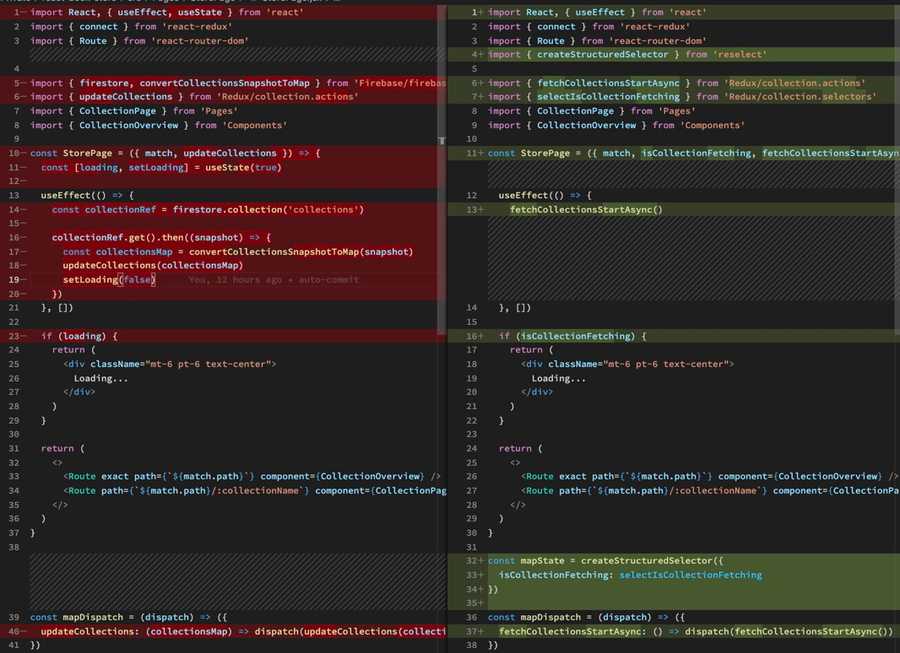 1− import React, { useEffect, useState } from 'react'
2 import { connect } from 'react-redux'
3 import { Route } from 'react-router-dom'
4
5− import { firestore, convertCollectionsSnapshotToMap } from 'Firebase/firebas
6− import { updateCollections } from 'Redux/collection.actions'
7 import { CollectionPage } from 'Pages'
8 import { CollectionOverview } from 'Components'
9
10− const StorePage = ({ match, updateCollections }) => {
11− const [loading, setLoading] = useState(true)
12−
13 useEffect(() => {
14− const collectionRef = firestore.collection('collections')
15−
16− collectionRef.get().then((snapshot) => {
17− const collectionsMap = convertCollectionsSnapshotToMap(snapshot)
18− updateCollections(collectionsMap)
19− setLoading(false) You, 12 hours ago • auto-commit
20− })
21 }, [])
22
23− if (loading) {
24 return (
25 <div className="mt-6 pt-6 text-center">
26 Loading...
27 </div>
28 )
29 }
30
31 return (
32 <>
33 <Route exact path={`${match.path}`} component={CollectionOverview} />
34 <Route path={`${match.path}/:collectionName`} component={CollectionPag
35 </>
36 )
37 }
38
39 const mapDispatch = (dispatch) => ({
40− updateCollections: (collectionsMap) => dispatch(updateCollections(collecti
41 })
1+ import React, { useEffect } from 'react'
2 import { connect } from 'react-redux'
3 import { Route } from 'react-router-dom'
4+ import { createStructuredSelector } from 'reselect'
5
6+ import { fetchCollectionsStartAsync } from 'Redux/collection.actions'
7+ import { selectIsCollectionFetching } from 'Redux/collection.selectors'
8 import { CollectionPage } from 'Pages'
9 import { CollectionOverview } from 'Components'
10
11+ const StorePage = ({ match, isCollectionFetching, fetchCollectionsStartAsyn
12 useEffect(() => {
13+ fetchCollectionsStartAsync()
14 }, [])
15
16+ if (isCollectionFetching) {
17 return (
18 <div className="mt-6 pt-6 text-center">
19 Loading...
20 </div>
21 )
22 }
23
24 return (
25 <>
26 <Route exact path={`${match.path}`} component={CollectionOverview} />
27 <Route path={`${match.path}/:collectionName`} component={CollectionPa
28 </>
29 )
30 }
31
32+ const mapState = createStructuredSelector({
33+ isCollectionFetching: selectIsCollectionFetching
34+ })
35+
36 const mapDispatch = (dispatch) => ({
37+ fetchCollectionsStartAsync: () => dispatch(fetchCollectionsStartAsync())
38 })